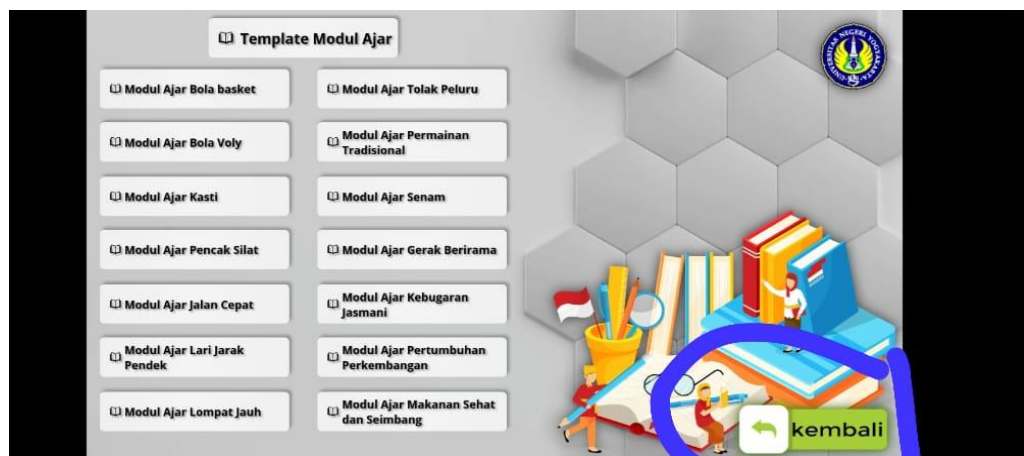 Template Modul Ajar
UNIVERSITAS NEGERI YOGYAKARTA
Modul Ajar Bola basket
Modul Ajar Tolak Peluru
Modul Ajar Bola Voly
Modul Ajar Permainan
Tradisional
Modul Ajar Kasti
Modul Ajar Senam
Modul Ajar Pencak Silat
Modul Ajar Gerak Berirama
Modul Ajar Jalan Cepat
Modul Ajar Kebugaran
Jasmani
Modul Ajar Lari Jarak
Pendek
Modul Ajar Pertumbuhan
Perkembangan
Modul Ajar Lompat Jauh
Modul Ajar Makanan Sehat
dan Seimbang
kembali